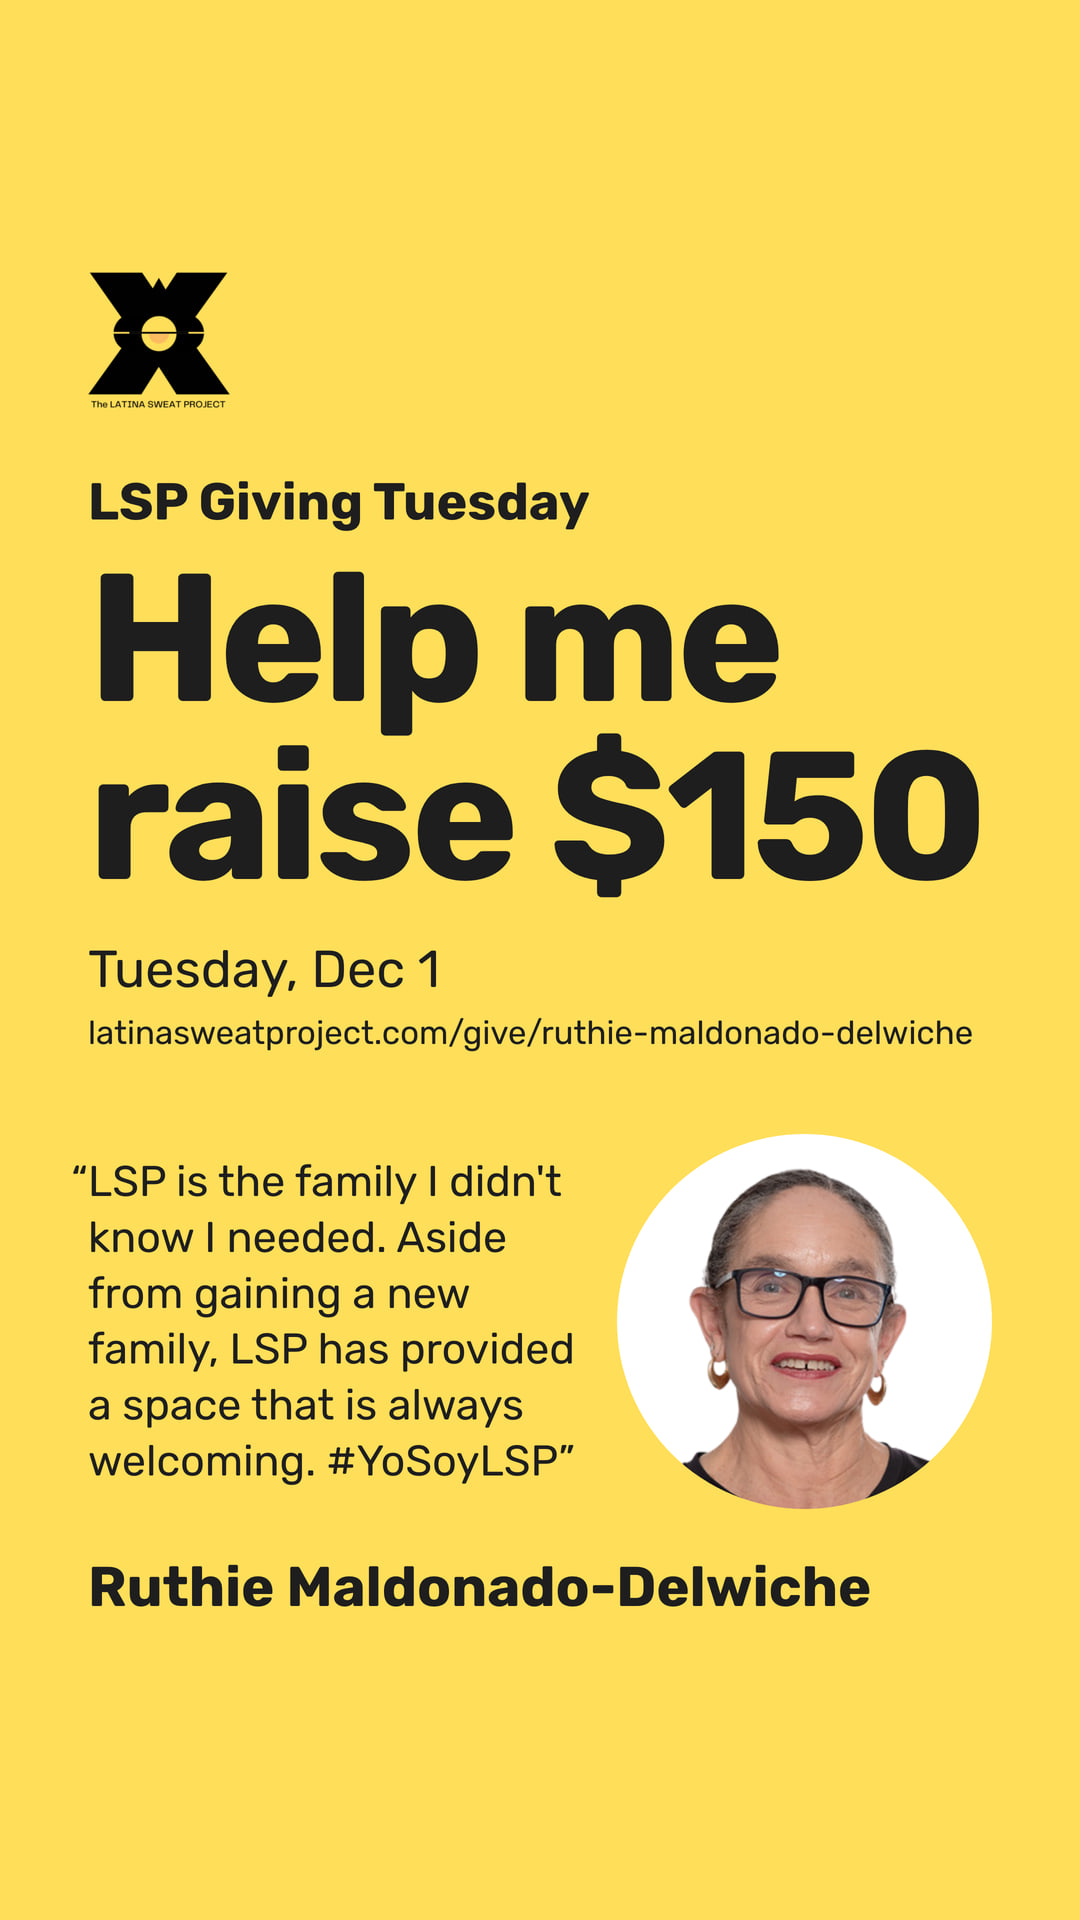 The LATINA SWEAT PROJECT
LSP Giving Tuesday
Help me
raise $150
Tuesday, Dec 1
latinasweatproject.com/give/ruthie-maldonado-delwiche
“LSP is the family I didn't
know I needed. Aside
from gaining a new
family, LSP has provided
a space that is always
welcoming. #YoSoyLSP”
Ruthie Maldonado-Delwiche